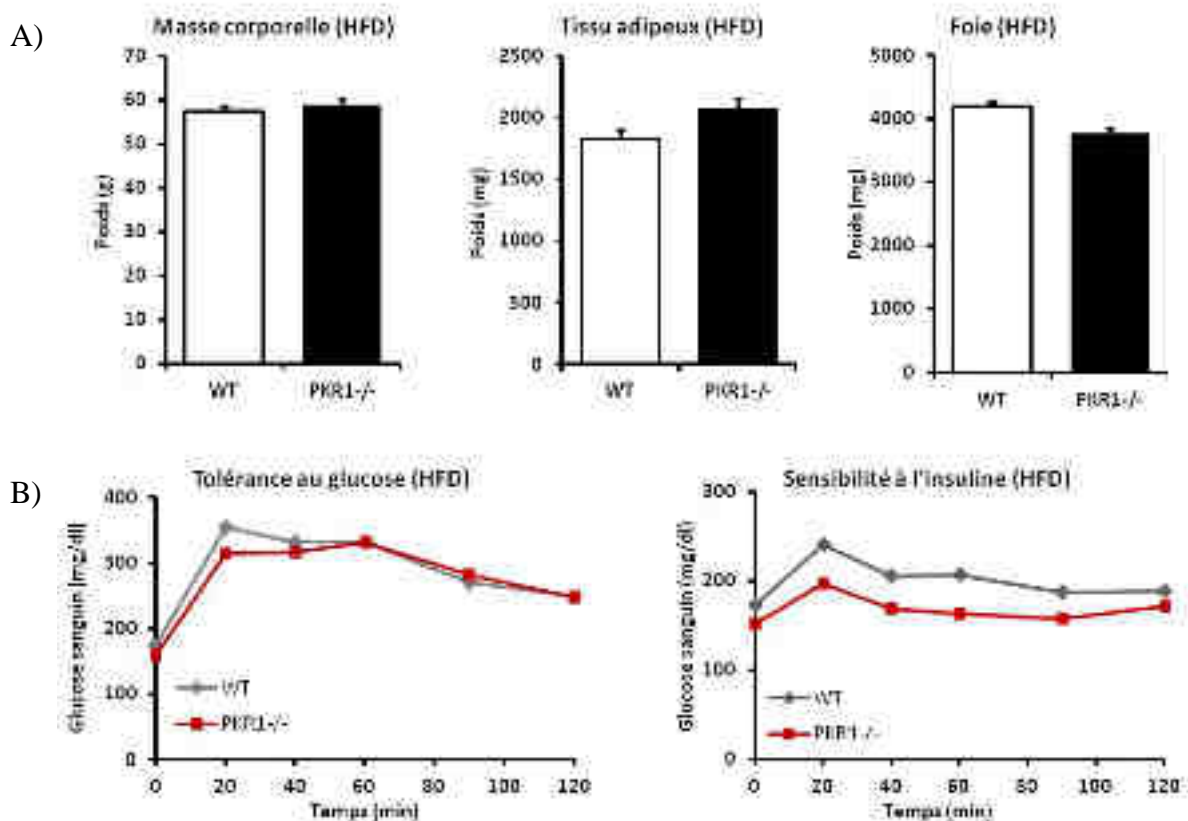 A)
Masse corporelle (HFD)
70
60
50
40
30
20
10
0
Poids (g)
WT
PKR1-/-
Tissu adipeux (HFD)
2500
2000
1500
1000
500
0
Poids (mg)
WT
PKR1-/-
Foie (HFD)
5000
4000
3000
2000
1000
0
Poids (mg)
WT
PKR1-/-
B)
Tolérance au glucose (HFD)
400
300
200
100
0
Glucose sanguin (mg/dl)
WT
PKR1-/-
0 20 40 60 80 100 120
Temps (min)
Sensibilité à l'insuline (HFD)
300
200
100
0
Glucose sanguin (mg/dl)
WT
PKR1-/-
0 20 40 60 80 100 120
Temps (min)